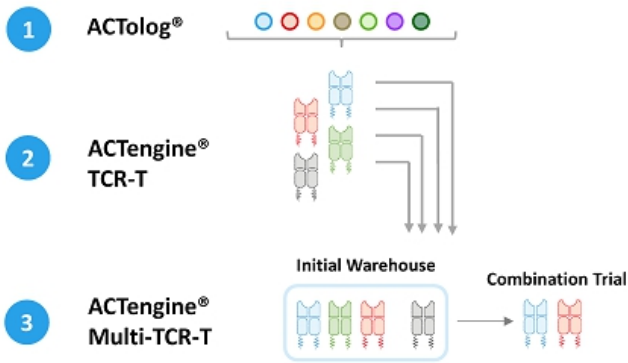 1
ACTolog®
2
ACTengine®
TCR-T
Initial Warehouse
Combination Trial
3
ACTengine®
Multi-TCR-T